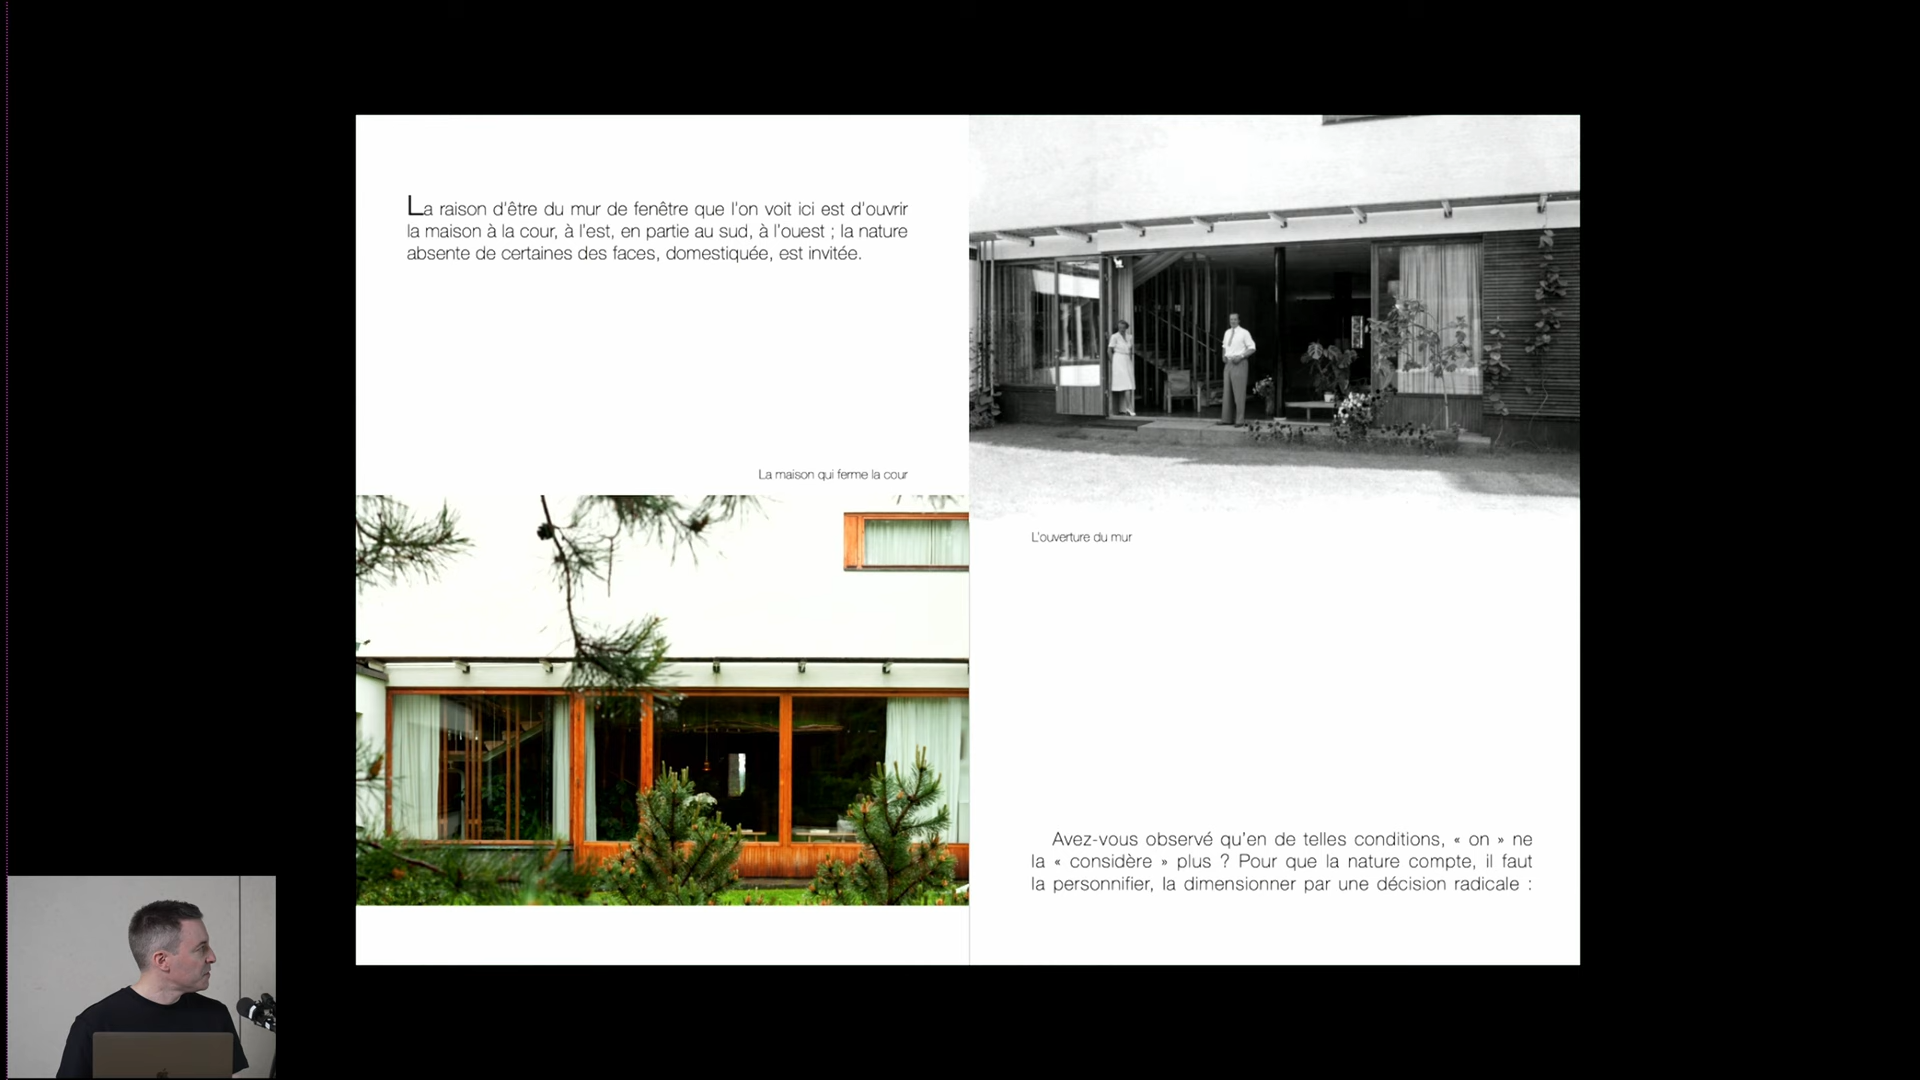 La raison d'être du mur de fenêtre que l'on voit ici est d'ouvrir
la maison à la cour, à l'est, en partie au sud, à l'ouest ; la nature
absente de certaines des faces, domestiquée, est invitée.
La maison qui ferme la cour
L'ouverture du mur
Avez-vous observé qu'en de telles conditions, « on » ne
la « considère » plus ? Pour que la nature compte, il faut
la personnifier, la dimensionner par une décision radicale :